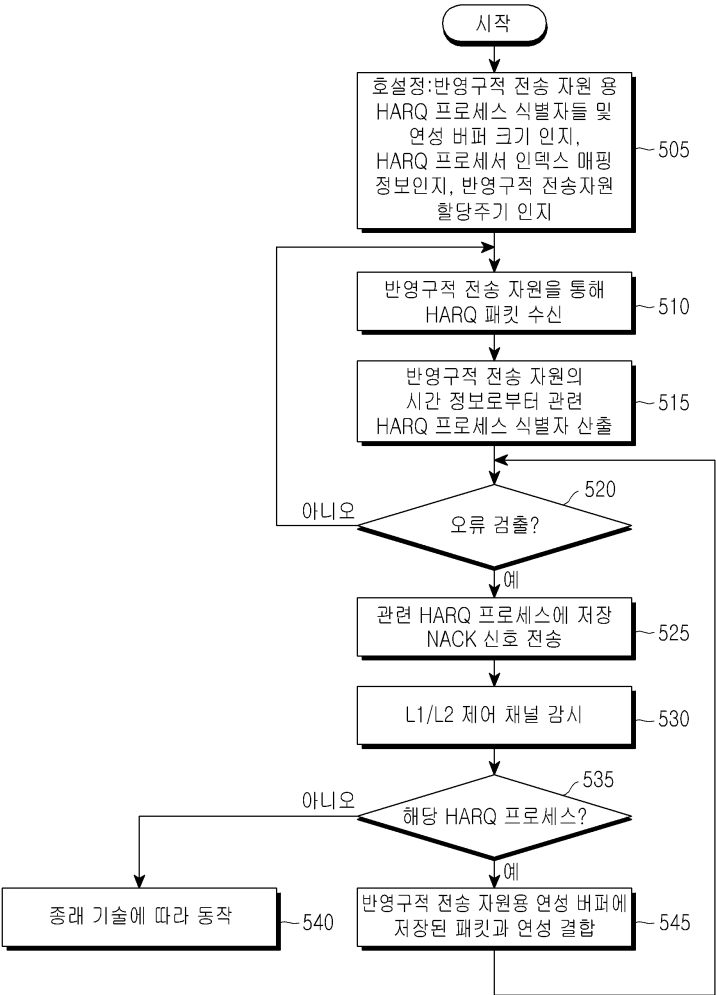 시작
호설정:반영구적 전송 자원 용
HARQ 프로세스 식별자들 및
연성 버퍼 크기 인지,
HARQ 프로세서 인덱스 매핑
정보인지, 반영구적 전송자원
할당주기 인지
505
반영구적 전송 자원을 통해
HARQ 패킷 수신
510
반영구적 전송 자원의
시간 정보로부터 관련
HARQ 프로세스 식별자 산출
515
520
아니오
오류 검출?
예
관련 HARQ 프로세스에 저장
NACK 신호 전송
525
L1/L2 제어 채널 감시
530
535
아니오
해당 HARQ 프로세스?
예
종래 기술에 따라 동작
540
반영구적 전송 자원용 연성 버퍼에
저장된 패킷과 연성 결합
545